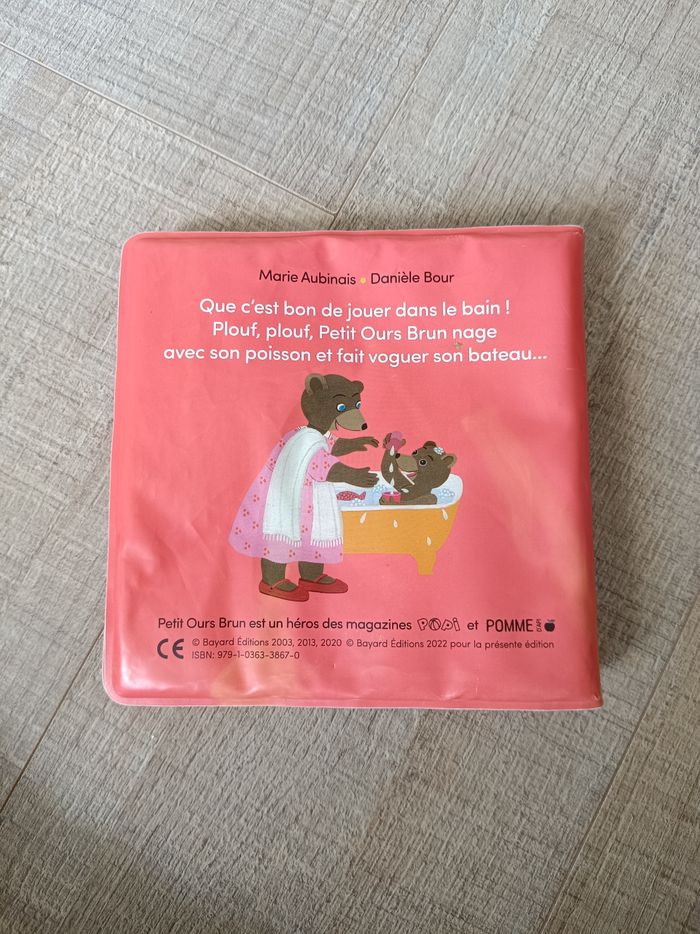 Marie Aubinais • Danièle Bour
Que c'est bon de jouer dans le bain !
Plouf, plouf, Petit Ours Brun nage
avec son poisson et fait voguer son bateau...
Petit Ours Brun est un héros des magazines POPi et POMME D'API
CE © Bayard Éditions 2003, 2013, 2020 © Bayard Éditions 2022 pour la présente édition
ISBN: 979-1-0363-3867-0